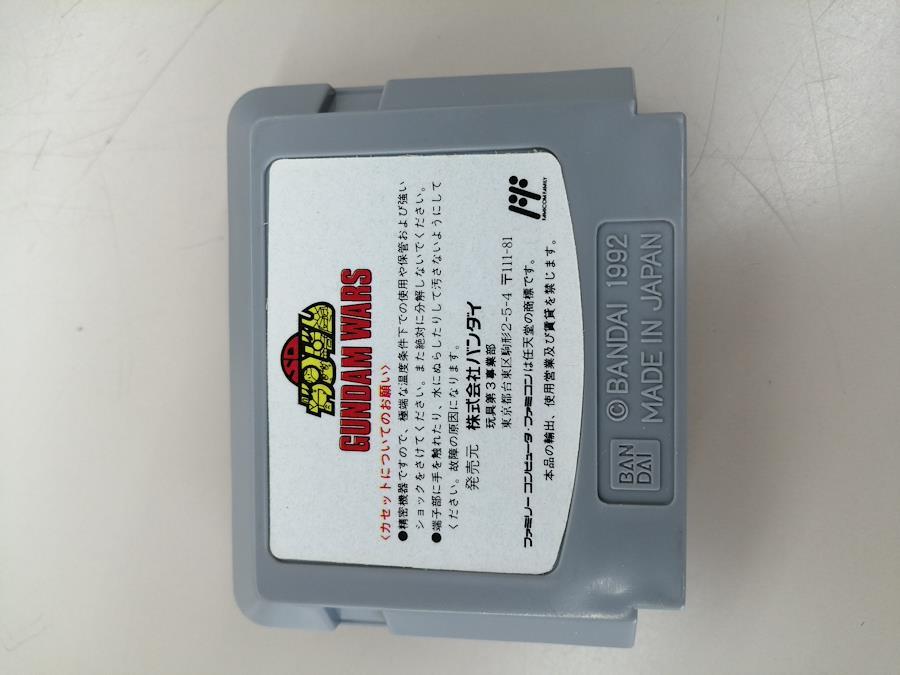 SD
ガンダム
GUNDAM WARS
〈カセットについてのお願い〉
●精密機器ですので、極端な温度条件下での使用や保管および強い
ショックをさけてください。また絶対に分解しないでください。
●端子部に手を触れたり、水にぬらしたりして汚さないようにして
ください。故障の原因になります。
発売元 株式会社バンダイ
玩具第3事業部
東京都台東区駒形2-5-4 〒111-81
ファミリーコンピュータ・ファミコンは任天堂の商標です。
本品の輸出、使用営業及び賃貸を禁じます。
FAMICOM FAMILY
BAN
DAI
©BANDAI 1992
MADE IN JAPAN